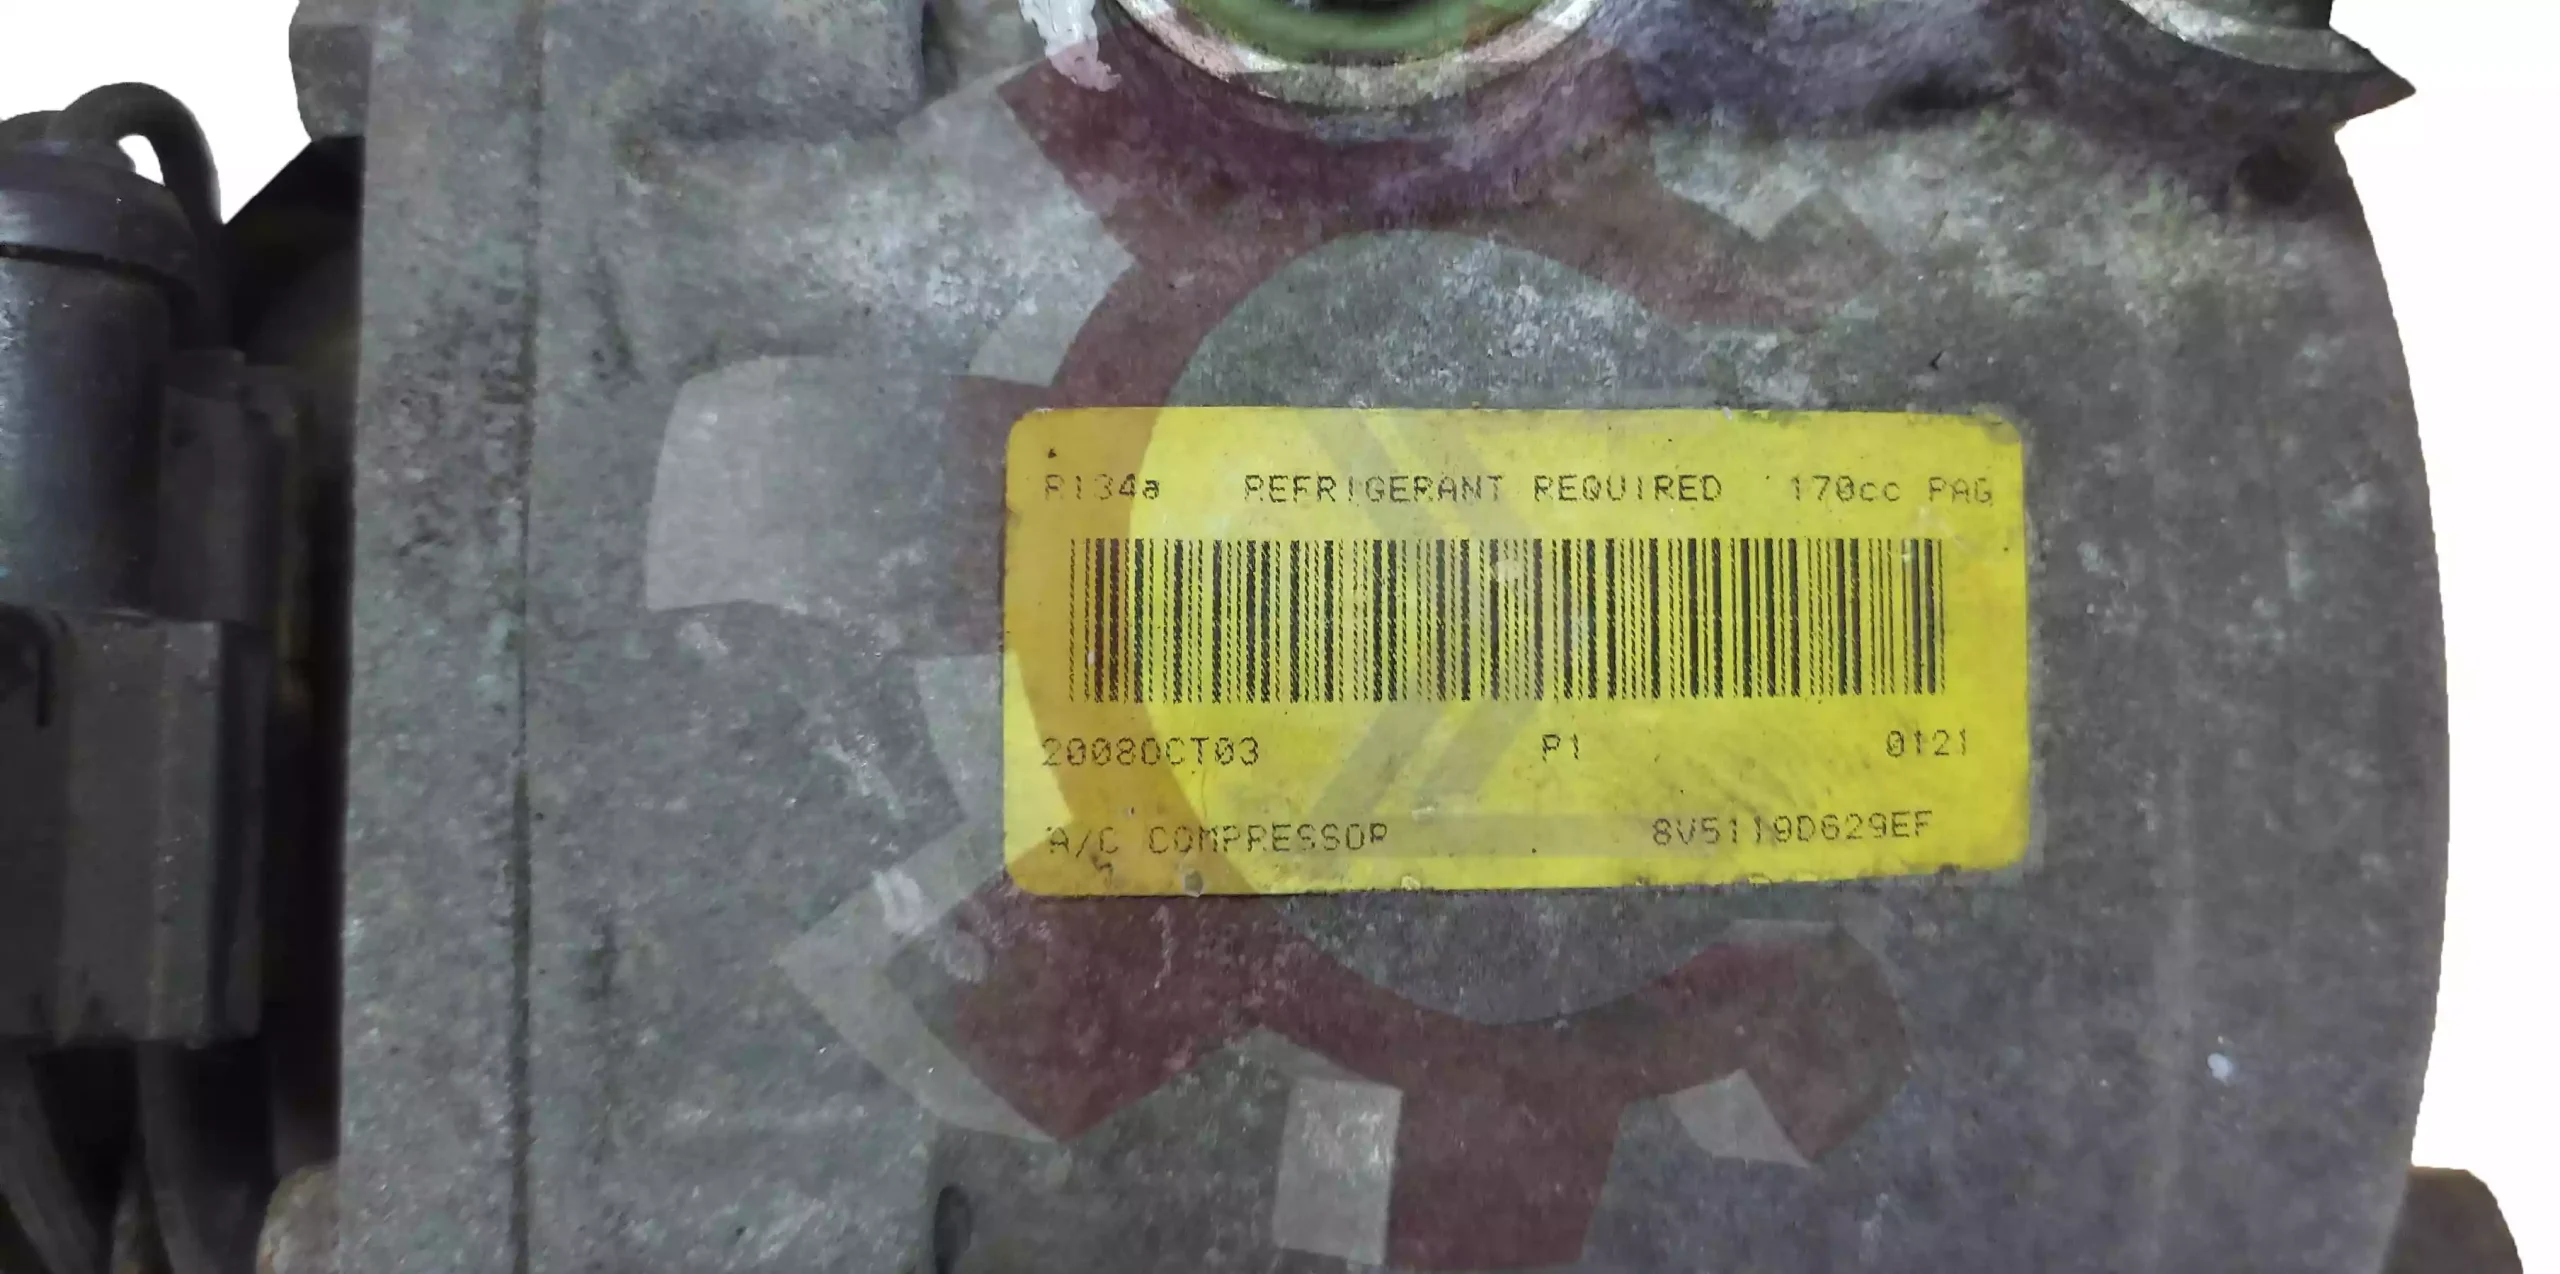 R134a REFRIGERANT REQUIRED 170cc PAG
2008OCT03 P1 0121
A/C COMPRESSOR 8V5119D629EF